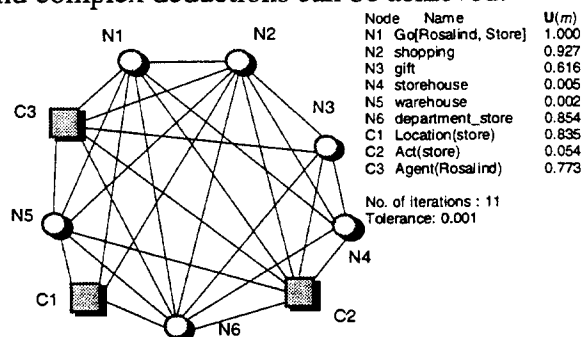 nd complex deductions can be achieved.
Node Name U(m)
N1 Go[Rosalind, Store] 1.000
N2 shopping 0.927
N3 gift 0.616
N4 storehouse 0.005
N5 warehouse 0.002
N6 department_store 0.854
C1 Location(store) 0.835
C2 Act(store) 0.054
C3 Agent(Rosalind) 0.773
No. of iterations : 11
Tolerance: 0.001
N1
N2
C3
N3
N5
N4
C1
C2
N6